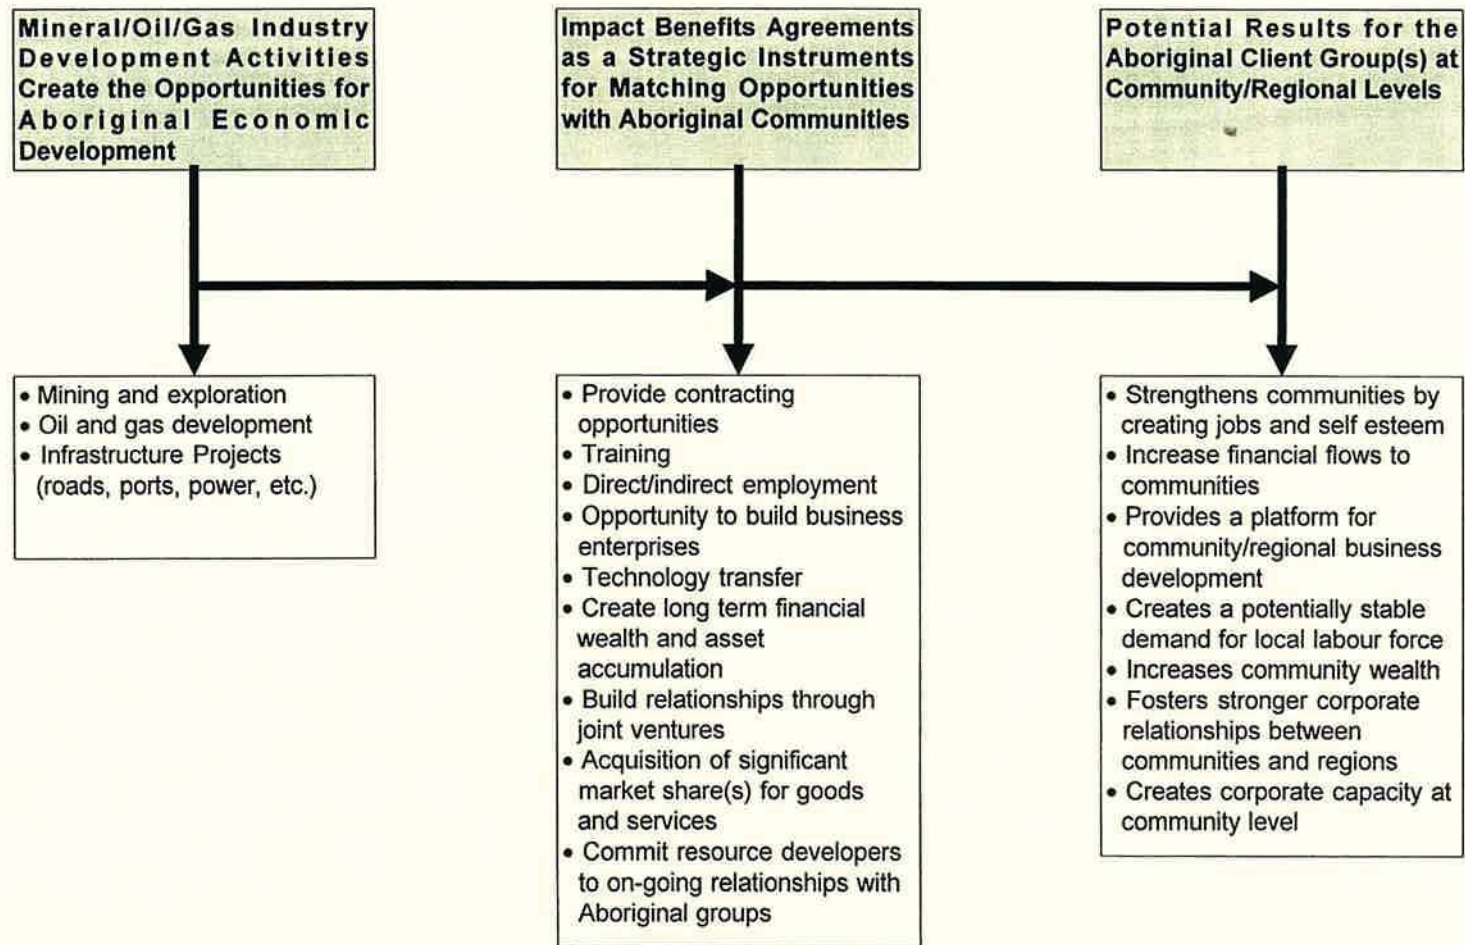 Mineral/Oil/Gas Industry
Development Activities
Create the Opportunities for
Aboriginal Economic
Development
Impact Benefits Agreements
as a Strategic Instruments
for Matching Opportunities
with Aboriginal Communities
Potential Results for the
Aboriginal Client Group(s) at
Community/Regional Levels
• Mining and exploration
• Oil and gas development
• Infrastructure Projects
(roads, ports, power, etc.)
• Provide contracting
opportunities
• Training
• Direct/indirect employment
• Opportunity to build business
enterprises
• Technology transfer
• Create long term financial
wealth and asset
accumulation
• Build relationships through
joint ventures
• Acquisition of significant
market share(s) for goods
and services
• Commit resource developers
to on-going relationships with
Aboriginal groups
• Strengthens communities by
creating jobs and self esteem
• Increase financial flows to
communities
• Provides a platform for
community/regional business
development
• Creates a potentially stable
demand for local labour force
• Increases community wealth
• Fosters stronger corporate
relationships between
communities and regions
• Creates corporate capacity at
community level